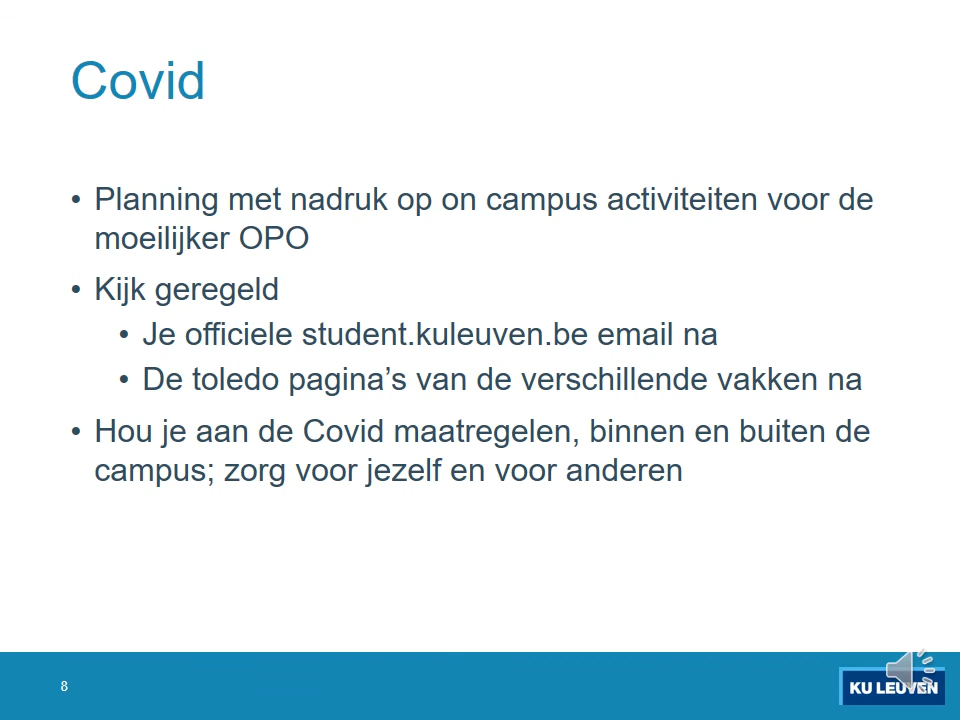 Covid
• Planning met nadruk op on campus activiteiten voor de
moeilijker OPO
• Kijk geregeld
• Je officiele student.kuleuven.be email na
• De toledo pagina’s van de verschillende vakken na
• Hou je aan de Covid maatregelen, binnen en buiten de
campus; zorg voor jezelf en voor anderen
8
KU LEUVEN